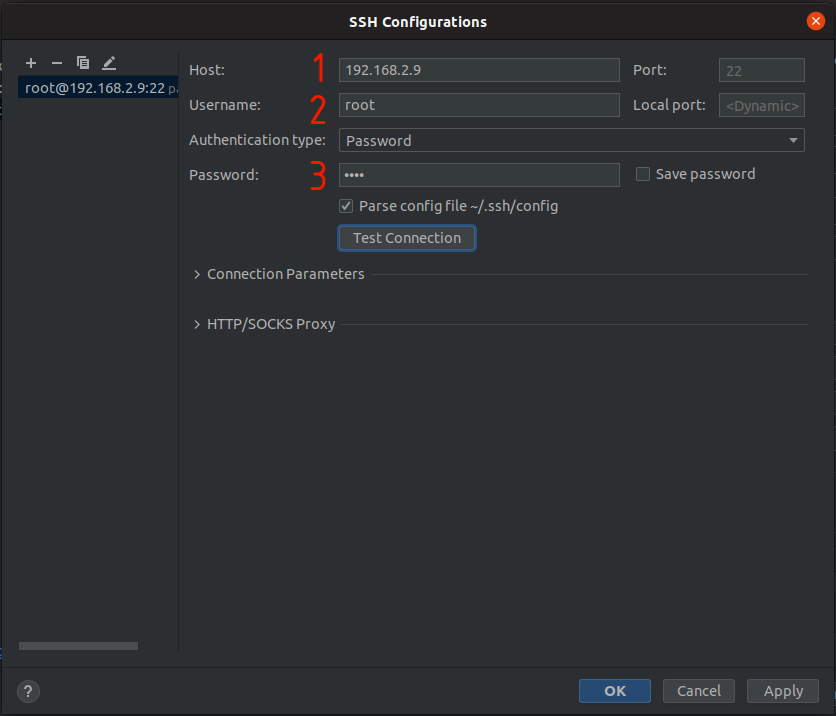 SSH Configurations
root@192.168.2.9:22 pa
Host: 1 192.168.2.9 Port: 22
Username: 2 root Local port: <Dynamic>
Authentication type: Password
Password: 3 •••• Save password
Parse config file ~/.ssh/config
Test Connection
Connection Parameters
HTTP/SOCKS Proxy
? OK Cancel Apply